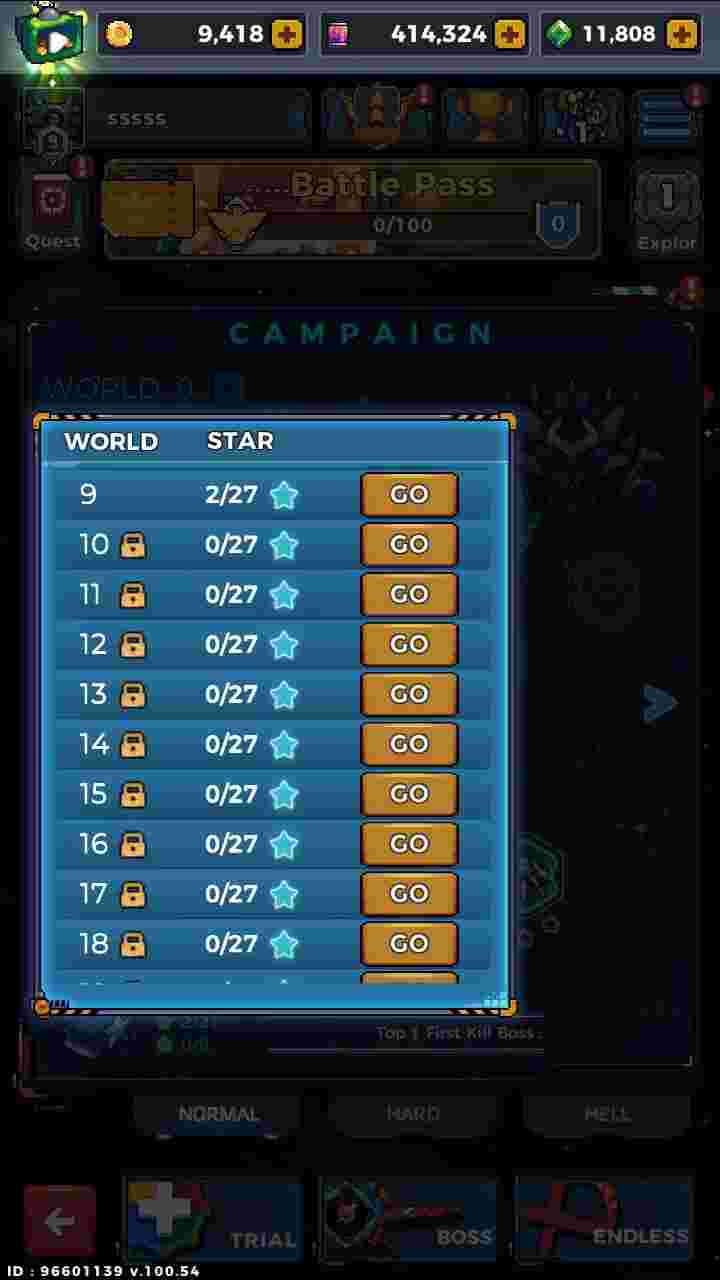 9,418
414,324
11,808
9
sssss
1
Battle Pass
0/100
0
Quest
1
Explor
CAMPAIGN
WORLD 9
WORLD STAR
9 2/27 GO
10 0/27 GO
11 0/27 GO
12 0/27 GO
13 0/27 GO
14 0/27 GO
15 0/27 GO
16 0/27 GO
17 0/27 GO
18 0/27 GO
Top 1 First Kill Boss :
NORMAL
HARD
HELL
TRIAL
BOSS
ENDLESS
ID : 96601139 v.100.54